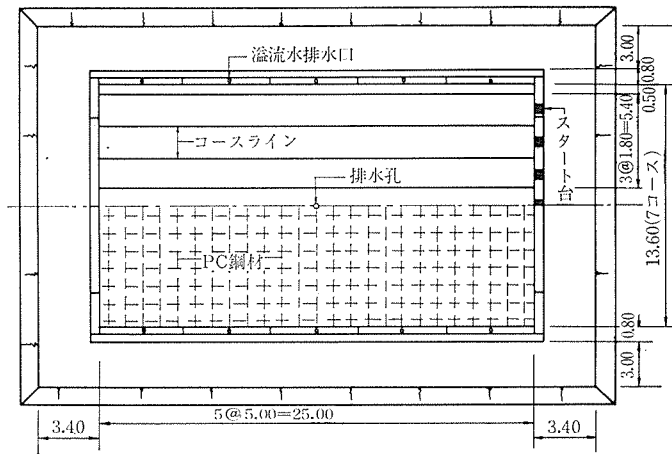 溢流水排水口
コースライン
排水孔
PC鋼材
スタート台
3.00
0.80
0.50
3@1.80=5.40
13.60(7コース)
0.80
3.00
5@5.00=25.00
3.40
3.40